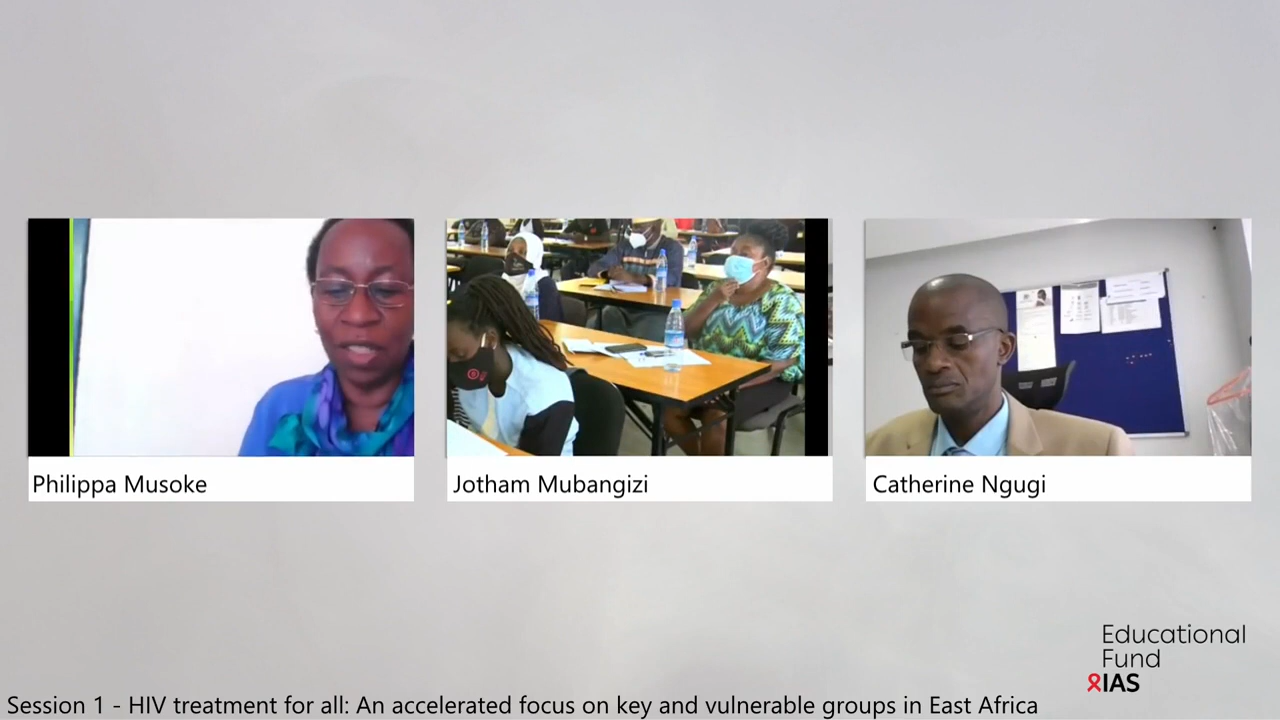 Philippa Musoke
Jotham Mubangizi
Catherine Ngugi
Educational
Fund
IAS
Session 1 - HIV treatment for all: An accelerated focus on key and vulnerable groups in East Africa